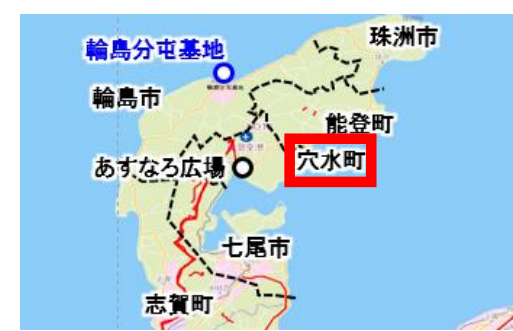 輪島分屯基地
珠洲市
輪島市
能登町
あすなろ広場
穴水町
七尾市
志賀町